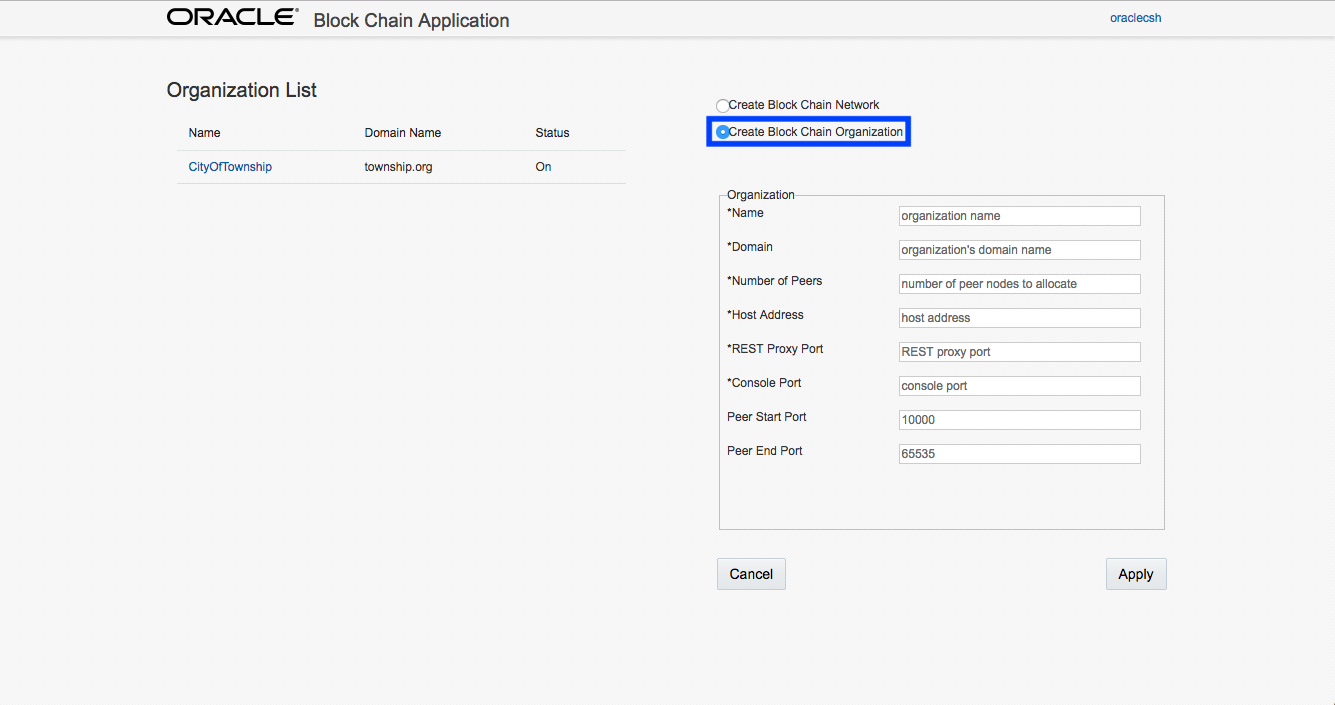 ORACLE® Block Chain Application
oraclecsh
Organization List
Name Domain Name Status
CityOfTownship township.org On
Create Block Chain Network
Create Block Chain Organization
Organization
*Name organization name
*Domain organization's domain name
*Number of Peers number of peer nodes to allocate
*Host Address host address
*REST Proxy Port REST proxy port
*Console Port console port
Peer Start Port 10000
Peer End Port 65535
Cancel Apply